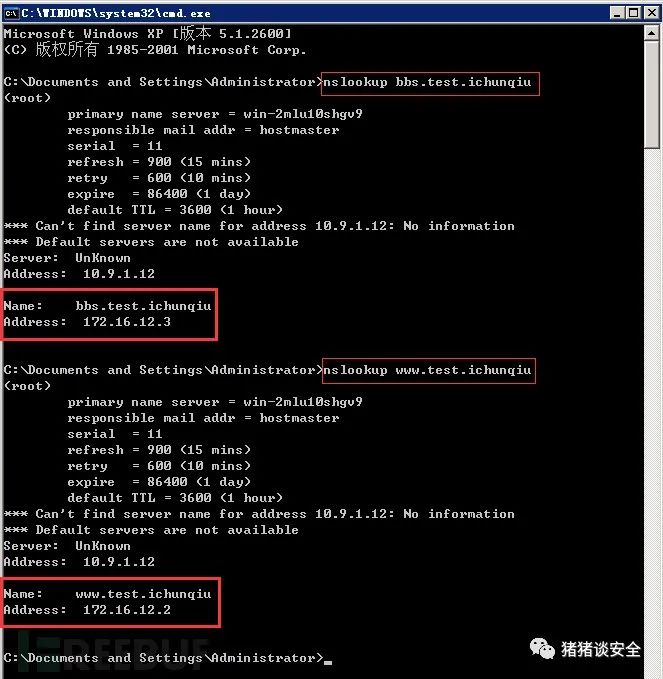 C:\WINDOWS\system32\cmd.exe
Microsoft Windows XP [版本 5.1.2600]
(C) 版权所有 1985-2001 Microsoft Corp.
C:\Documents and Settings\Administrator>nslookup bbs.test.ichunqiu
(root)
primary name server = win-2mlu10shgv9
responsible mail addr = hostmaster
serial = 11
refresh = 900 (15 mins)
retry = 600 (10 mins)
expire = 86400 (1 day)
default TTL = 3600 (1 hour)
*** Can't find server name for address 10.9.1.12: No information
*** Default servers are not available
Server: UnKnown
Address: 10.9.1.12
Name: bbs.test.ichunqiu
Address: 172.16.12.3
C:\Documents and Settings\Administrator>nslookup www.test.ichunqiu
(root)
primary name server = win-2mlu10shgv9
responsible mail addr = hostmaster
serial = 11
refresh = 900 (15 mins)
retry = 600 (10 mins)
expire = 86400 (1 day)
default TTL = 3600 (1 hour)
*** Can't find server name for address 10.9.1.12: No information
*** Default servers are not available
Server: UnKnown
Address: 10.9.1.12
Name: www.test.ichunqiu
Address: 172.16.12.2
FREEBUF
猪猪谈安全
C:\Documents and Settings\Administrator>_